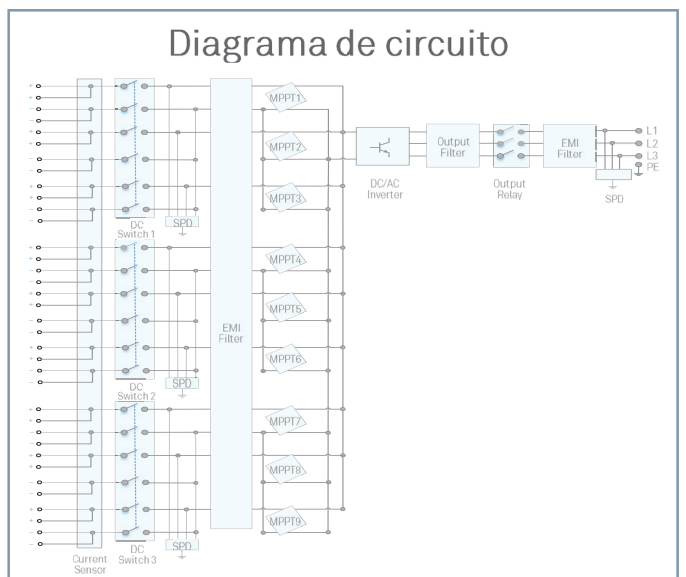 Diagrama de circuito
MPPT1
MPPT2
MPPT3
SPD
DC
Switch 1
MPPT4
MPPT5
MPPT6
EMI
Filter
SPD
DC
Switch 2
MPPT7
MPPT8
MPPT9
SPD
DC
Switch 3
Current
Sensor
DC/AC
Inverter
Output
Filter
Output
Relay
EMI
Filter
L1
L2
L3
PE
SPD